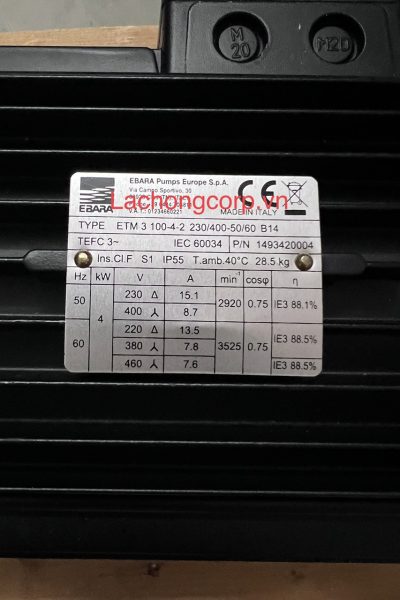 M
20
M20
EBARA Pumps Europe S.p.A.
Via Campo Sportivo, 30
Lachongcorp.vn
EBARA
V.A.T.: 01234660221
MADE IN ITALY
CE
TYPE ETM 3 100-4-2 230/400-50/60 B14
TEFC 3~ IEC 60034 P/N 1493420004
Ins.Cl.F S1 IP55 T.amb.40°C 28.5 kg
Hz kW V A min⁻¹ cosφ η
50 4 230 Δ 15.1 2920 0.75 IE3 88.1%
400 ⅄ 8.7
60 220 Δ 13.5 3525 0.75 IE3 88.5%
380 ⅄ 7.8
460 ⅄ 7.6 IE3 88.5%